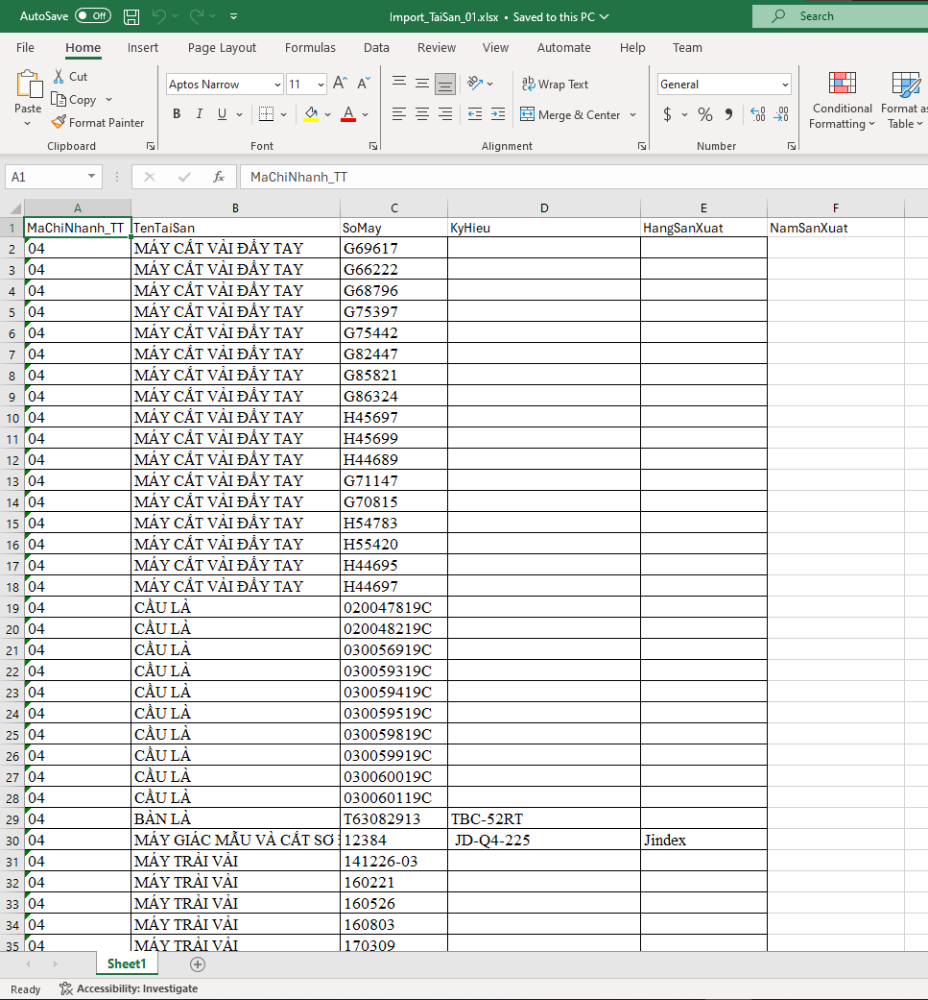 AutoSave Off Import_TaiSan_01.xlsx • Saved to this PC Search
File Home Insert Page Layout Formulas Data Review View Automate Help Team
Paste Cut Copy Format Painter Clipboard
Aptos Narrow 11 A A B I U A Font
ab Wrap Text Merge & Center Alignment
General $ % 9 .00 .00 Number
Conditional Formatting Format as Table
A1 fx MaChiNhanh_TT
A B C D E F
1 MaChiNhanh_TT TenTaiSan SoMay KyHieu HangSanXuat NamSanXuat
2 04 MÁY CẮT VẢI ĐẨY TAY G69617
3 04 MÁY CẮT VẢI ĐẨY TAY G66222
4 04 MÁY CẮT VẢI ĐẨY TAY G68796
5 04 MÁY CẮT VẢI ĐẨY TAY G75397
6 04 MÁY CẮT VẢI ĐẨY TAY G75442
7 04 MÁY CẮT VẢI ĐẨY TAY G82447
8 04 MÁY CẮT VẢI ĐẨY TAY G85821
9 04 MÁY CẮT VẢI ĐẨY TAY G86324
10 04 MÁY CẮT VẢI ĐẨY TAY H45697
11 04 MÁY CẮT VẢI ĐẨY TAY H45699
12 04 MÁY CẮT VẢI ĐẨY TAY H44689
13 04 MÁY CẮT VẢI ĐẨY TAY G71147
14 04 MÁY CẮT VẢI ĐẨY TAY G70815
15 04 MÁY CẮT VẢI ĐẨY TAY H54783
16 04 MÁY CẮT VẢI ĐẨY TAY H55420
17 04 MÁY CẮT VẢI ĐẨY TAY H44695
18 04 MÁY CẮT VẢI ĐẨY TAY H44697
19 04 CẦU LÀ 020047819C
20 04 CẦU LÀ 020048219C
21 04 CẦU LÀ 030056919C
22 04 CẦU LÀ 030059319C
23 04 CẦU LÀ 030059419C
24 04 CẦU LÀ 030059519C
25 04 CẦU LÀ 030059819C
26 04 CẦU LÀ 030059919C
27 04 CẦU LÀ 030060019C
28 04 CẦU LÀ 030060119C
29 04 BÀN LÀ T63082913 TBC-52RT
30 04 MÁY GIÁC MẪU VÀ CẮT SƠ 12384 JD-Q4-225 Jindex
31 04 MÁY TRẢI VẢI 141226-03
32 04 MÁY TRẢI VẢI 160221
33 04 MÁY TRẢI VẢI 160526
34 04 MÁY TRẢI VẢI 160803
35 04 MÁY TRẢI VẢI 170309
Sheet1
Ready Accessibility: Investigate